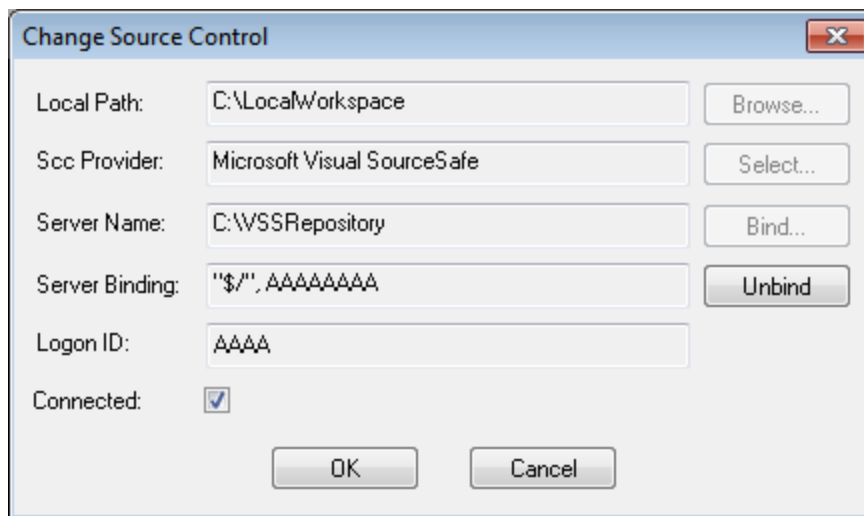 Change Source Control
Local Path: C:\LocalWorkspace Browse...
Scc Provider: Microsoft Visual SourceSafe Select...
Server Name: C:\VSSRepository Bind...
Server Binding: "$/", AAAAAAAA Unbind
Logon ID: AAAA
Connected:
OK Cancel